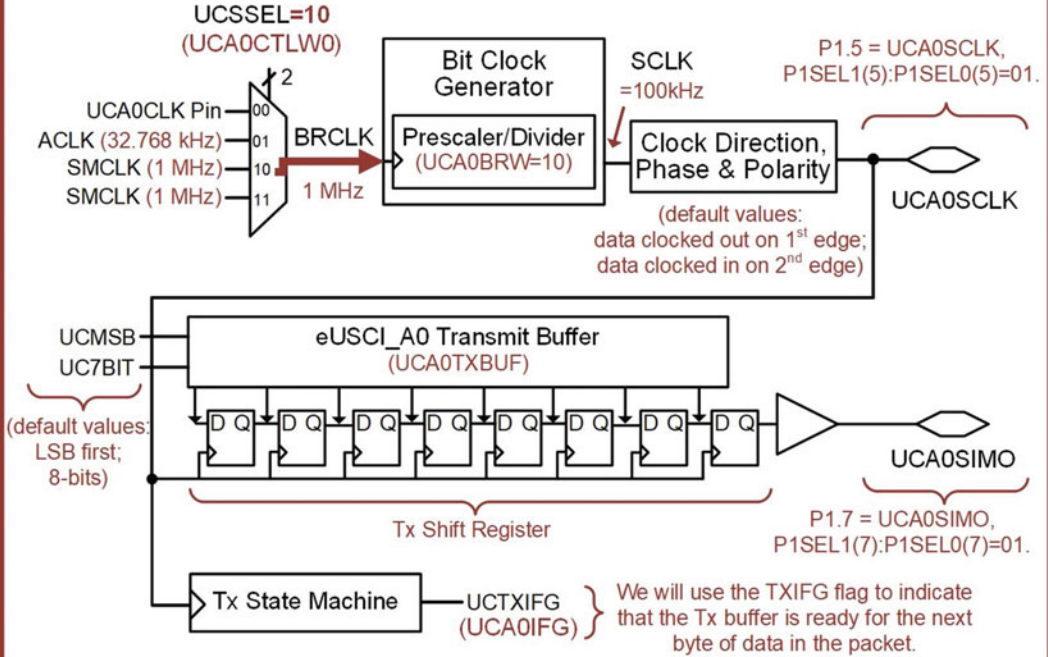 UCSSEL=10
(UCA0CTLW0)
2
UCA0CLK Pin
00
ACLK (32.768 kHz)
01
SMCLK (1 MHz)
10
SMCLK (1 MHz)
11
BRCLK
1 MHz
Bit Clock
Generator
Prescaler/Divider
(UCA0BRW=10)
SCLK
=100kHz
Clock Direction,
Phase & Polarity
(default values:
data clocked out on 1st edge;
data clocked in on 2nd edge)
P1.5 = UCA0SCLK,
P1SEL1(5):P1SEL0(5)=01.
UCA0SCLK
UCMSB
UC7BIT
(default values:
LSB first;
8-bits)
eUSCI_A0 Transmit Buffer
(UCA0TXBUF)
D Q D Q D Q D Q D Q D Q D Q D Q
Tx Shift Register
UCA0SIMO
P1.7 = UCA0SIMO,
P1SEL1(7):P1SEL0(7)=01.
Tx State Machine
UCTXIFG
(UCA0IFG)
We will use the TXIFG flag to indicate
that the Tx buffer is ready for the next
byte of data in the packet.